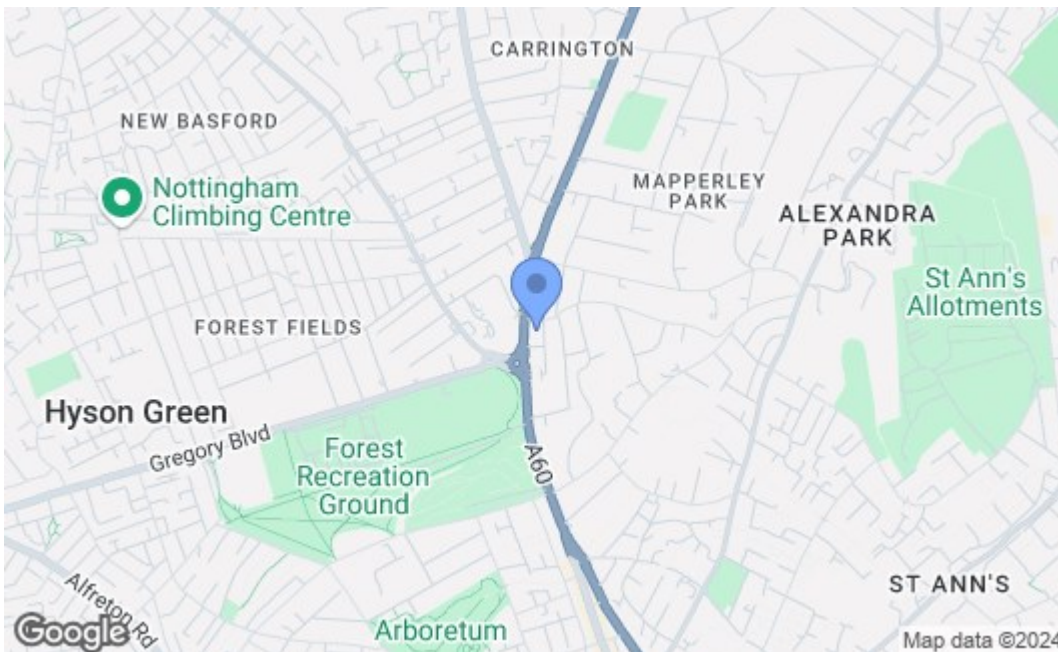 CARRINGTON
NEW BASFORD
Nottingham
Climbing Centre
MAPPERLEY
PARK
ALEXANDRA
PARK
St Ann's
Allotments
FOREST FIELDS
Hyson Green
Gregory Blvd
Forest
Recreation
Ground
A60
Alfreton Rd
ST ANN'S
Arboretum
Google
Map data ©2024